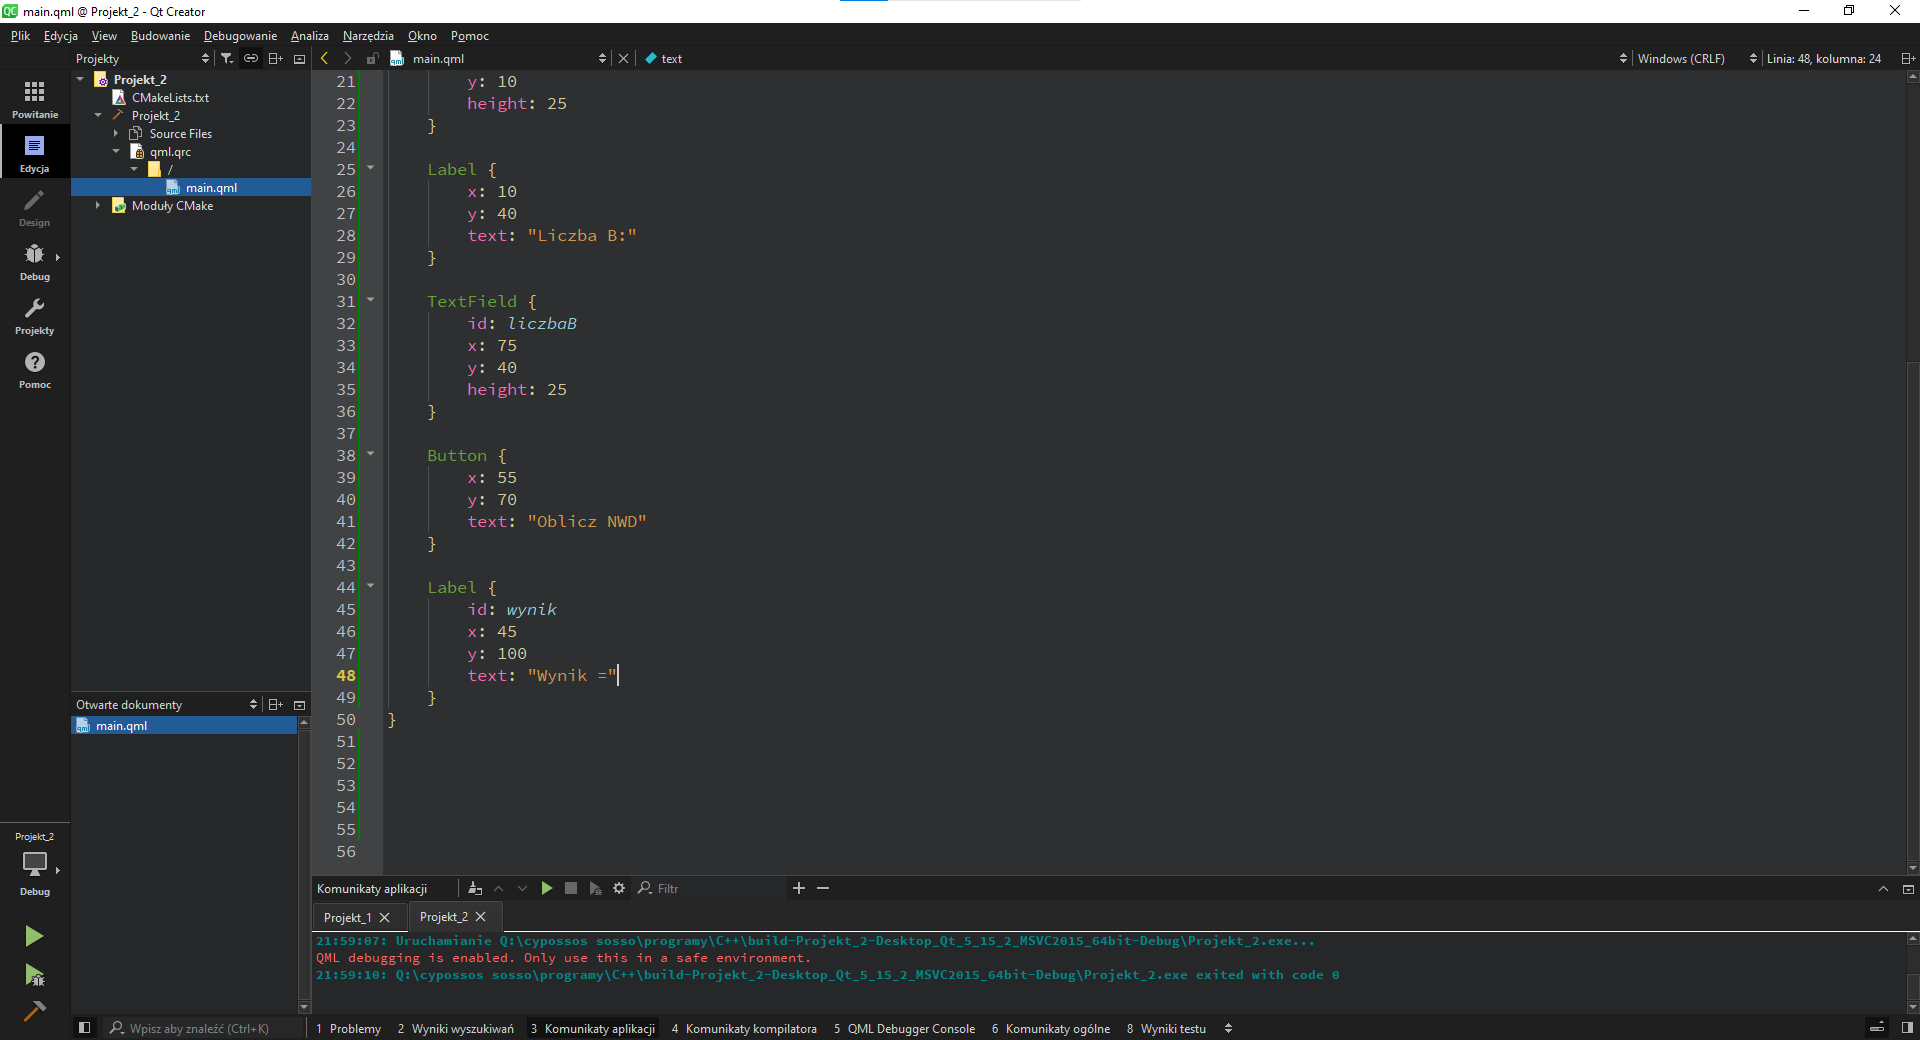 main.qml @ Projekt_2 - Qt Creator
Plik Edycja View Budowanie Debugowanie Analiza Narzędzia Okno Pomoc
Projekty
main.qml
text
Windows (CRLF)
Linia: 48, kolumna: 24
Powitanie
Edycja
Design
Debug
Projekty
Pomoc
Projekt_2
CMakeLists.txt
Projekt_2
Source Files
qml.qrc
/
main.qml
Moduły CMake
21 y: 10
22 height: 25
23 }
24
25 Label {
26 x: 10
27 y: 40
28 text: "Liczba B:"
29 }
30
31 TextField {
32 id: liczbaB
33 x: 75
34 y: 40
35 height: 25
36 }
37
38 Button {
39 x: 55
40 y: 70
41 text: "Oblicz NWD"
42 }
43
44 Label {
45 id: wynik
46 x: 45
47 y: 100
48 text: "Wynik ="
49 }
50 }
51
52
53
54
55
56
Otwarte dokumenty
main.qml
Projekt_2
Debug
Komunikaty aplikacji
Filtr
Projekt_1
Projekt_2
21:59:07: Uruchamianie Q:\cypossos sosso\programy\C++\build-Projekt_2-Desktop_Qt_5_15_2_MSVC2015_64bit-Debug\Projekt_2.exe...
QML debugging is enabled. Only use this in a safe environment.
21:59:10: Q:\cypossos sosso\programy\C++\build-Projekt_2-Desktop_Qt_5_15_2_MSVC2015_64bit-Debug\Projekt_2.exe exited with code 0
Wpisz aby znaleźć (Ctrl+K)
1 Problemy 2 Wyniki wyszukiwań 3 Komunikaty aplikacji 4 Komunikaty kompilatora 5 QML Debugger Console 6 Komunikaty ogólne 8 Wyniki testu